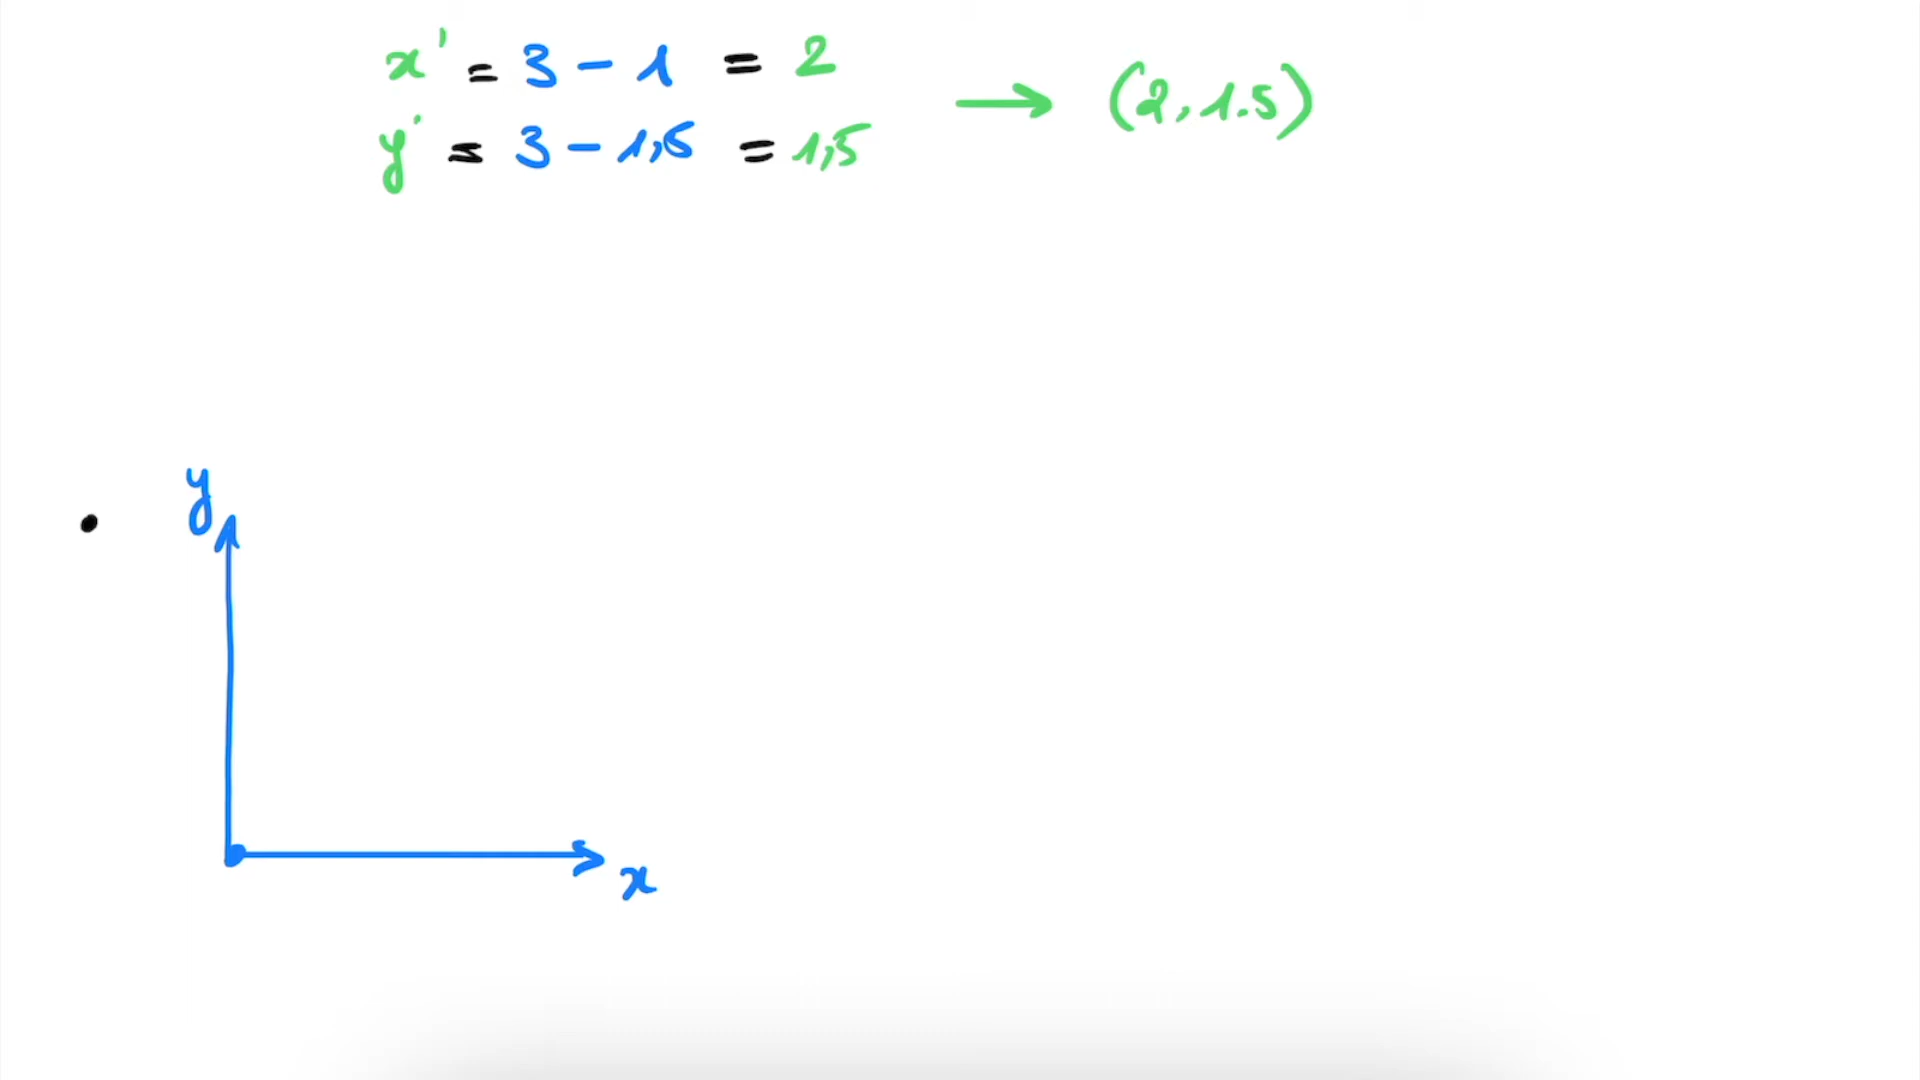 x' = 3 - 1 = 2
y' = 3 - 1,5 = 1,5
→ (2, 1.5)
y
x